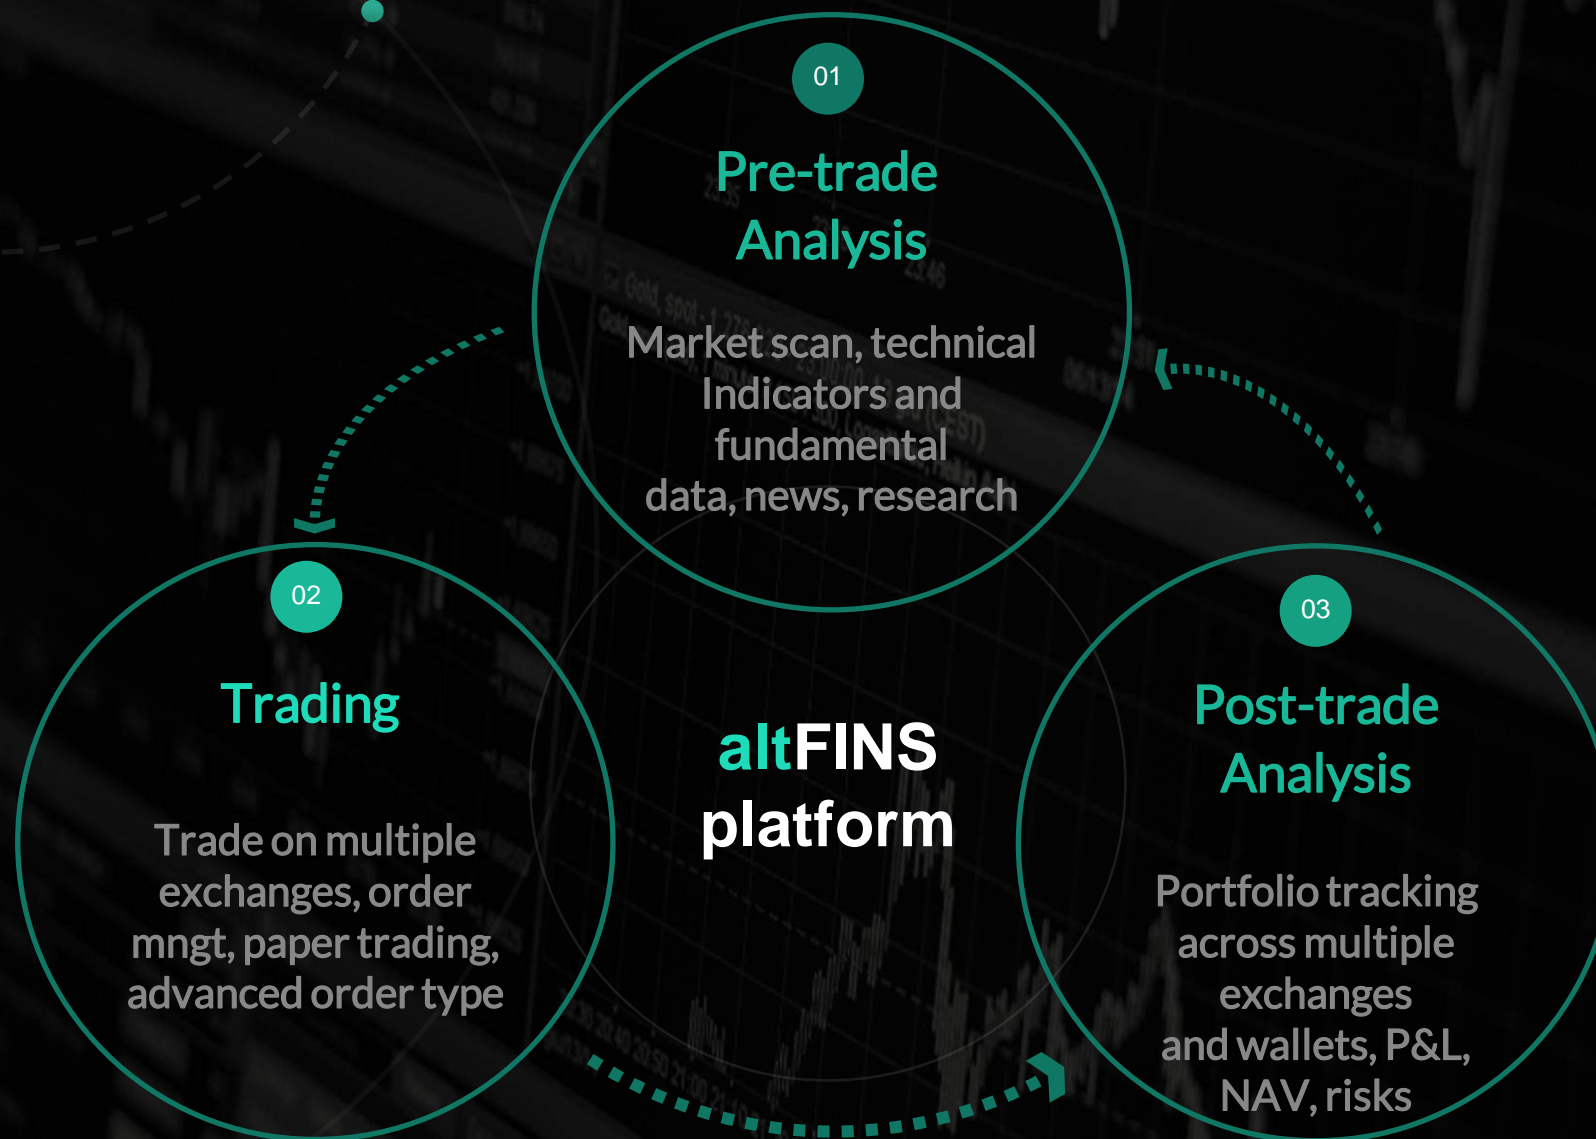 01
Pre-trade
Analysis
Market scan, technical
Indicators and
fundamental
data, news, research
02
Trading
Trade on multiple
exchanges, order
mngt, paper trading,
advanced order type
altFINS
platform
03
Post-trade
Analysis
Portfolio tracking
across multiple
exchanges
and wallets, P&L,
NAV, risks